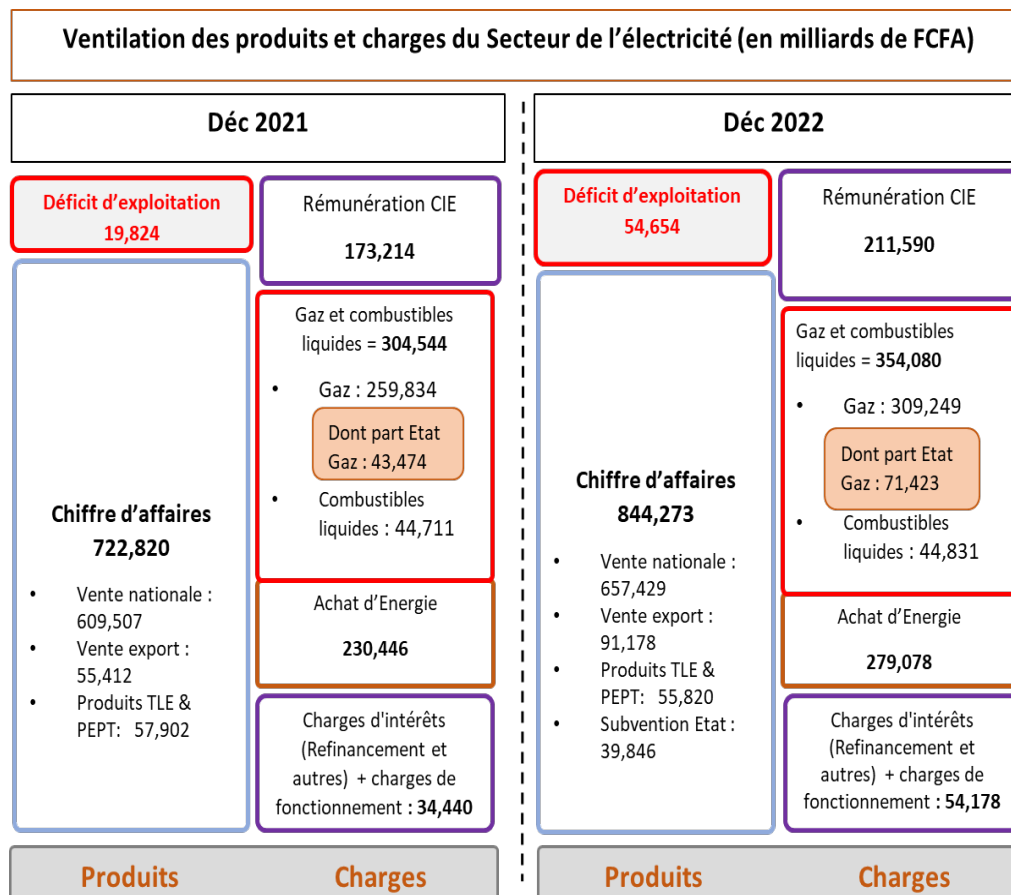 Ventilation des produits et charges du Secteur de l'électricité (en milliards de FCFA)
Déc 2021
Déficit d'exploitation
19,824
Chiffre d'affaires
722,820
• Vente nationale :
609,507
• Vente export :
55,412
• Produits TLE &
PEPT: 57,902
Rémunération CIE
173,214
Gaz et combustibles
liquides = 304,544
• Gaz : 259,834
Dont part Etat
Gaz : 43,474
• Combustibles
liquides : 44,711
Achat d'Energie
230,446
Charges d'intérêts
(Refinancement et
autres) + charges de
fonctionnement : 34,440
Produits
Charges
Déc 2022
Déficit d'exploitation
54,654
Chiffre d'affaires
844,273
• Vente nationale :
657,429
• Vente export :
91,178
• Produits TLE &
PEPT: 55,820
• Subvention Etat :
39,846
Rémunération CIE
211,590
Gaz et combustibles
liquides = 354,080
• Gaz : 309,249
Dont part Etat
Gaz : 71,423
• Combustibles
liquides : 44,831
Achat d'Energie
279,078
Charges d'intérêts
(Refinancement et
autres) + charges de
fonctionnement : 54,178
Produits
Charges